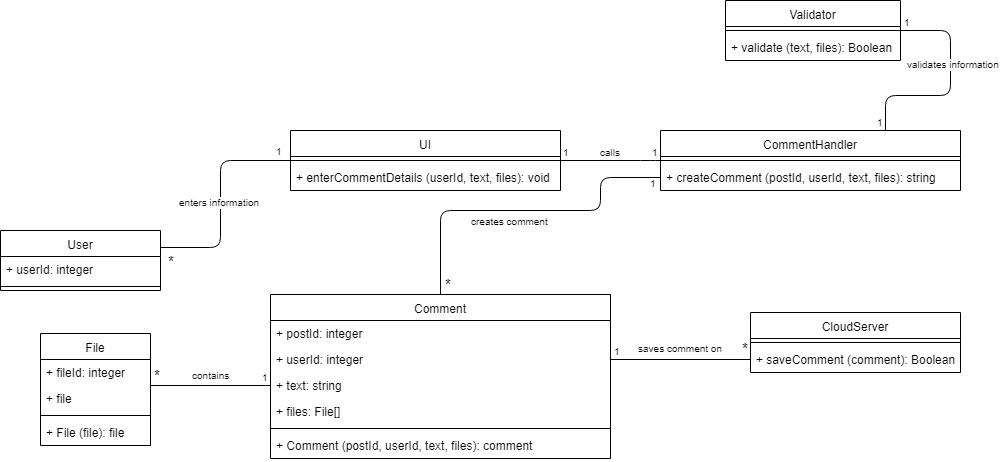 Validator
1
+ validate (text, files): Boolean
validates information
1
UI
CommentHandler
1
1
calls
1
+ enterCommentDetails (userId, text, files): void
+ createComment (postId, userId, text, files): string
1
enters information
creates comment
User
*
+ userId: integer
*
Comment
CloudServer
+ postId: integer
File
1
saves comment on
*
+ userId: integer
+ saveComment (comment): Boolean
+ fileId: integer
*
contains
1
+ text: string
+ file
+ files: File[]
+ File (file): file
+ Comment (postId, userId, text, files): comment